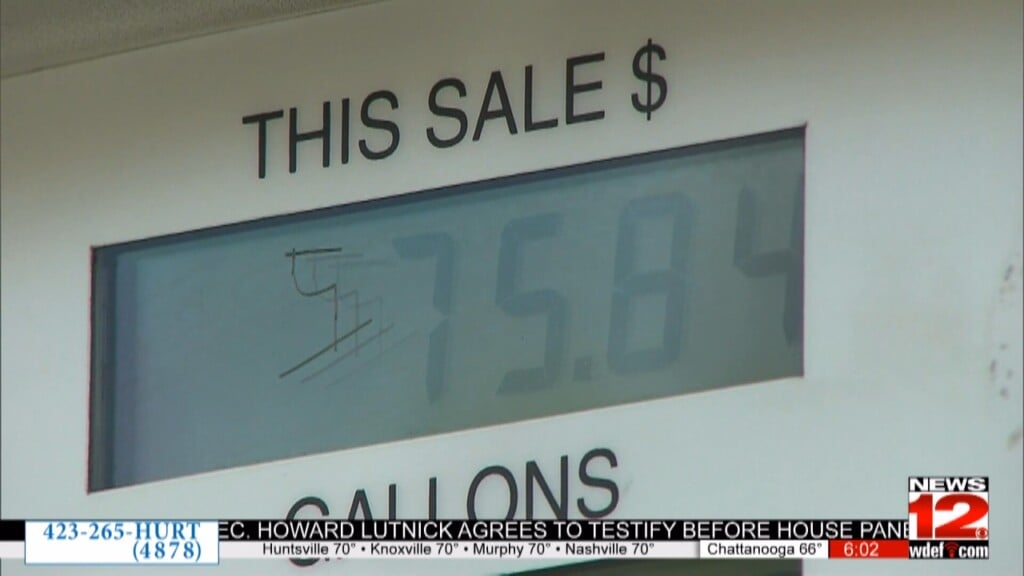 THIS SALE $
75.84
GALLONS
NEWS
12
wdef.com
423-265-HURT
(4878)
EC. HOWARD LUTNICK AGREES TO TESTIFY BEFORE HOUSE PANE
Huntsville 70° • Knoxville 70° • Murphy 70° • Nashville 70°
Chattanooga 66°
6:02